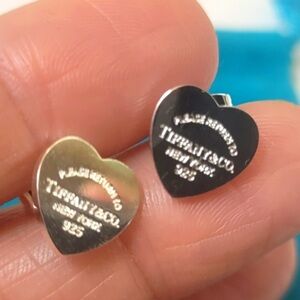 PLEASE RETURN TO
TIFFANY&CO.
NEW YORK
925
PLEASE RETURN TO
TIFFANY&CO.
NEW YORK
925